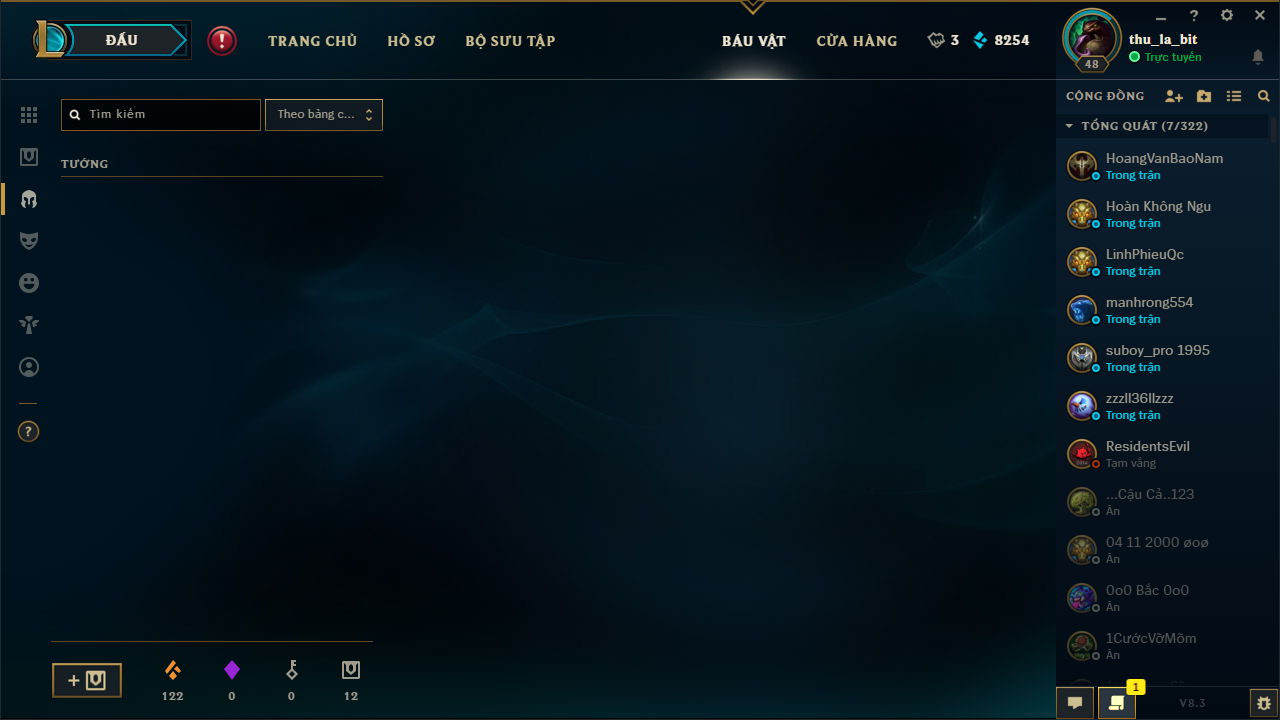 ĐẤU
TRANG CHỦ
HỒ SƠ
BỘ SƯU TẬP
BÁU VẬT
CỬA HÀNG
3
8254
48
thu_la_bit
Trực tuyến
Tìm kiếm
Theo bảng c...
TƯỚNG
CỘNG ĐỒNG
TỔNG QUÁT (7/322)
HoangVanBaoNam
Trong trận
Hoàn Không Ngu
Trong trận
LinhPhieuQc
Trong trận
manhrong554
Trong trận
suboy_pro 1995
Trong trận
zzzll36llzzz
Trong trận
ResidentsEvil
Tạm vắng
...Cậu Cả..123
Ẩn
04 11 2000 øoø
Ẩn
0o0 Bắc 0o0
Ẩn
1CướcVỡMõm
Ẩn
122
0
0
12
1
V8.3